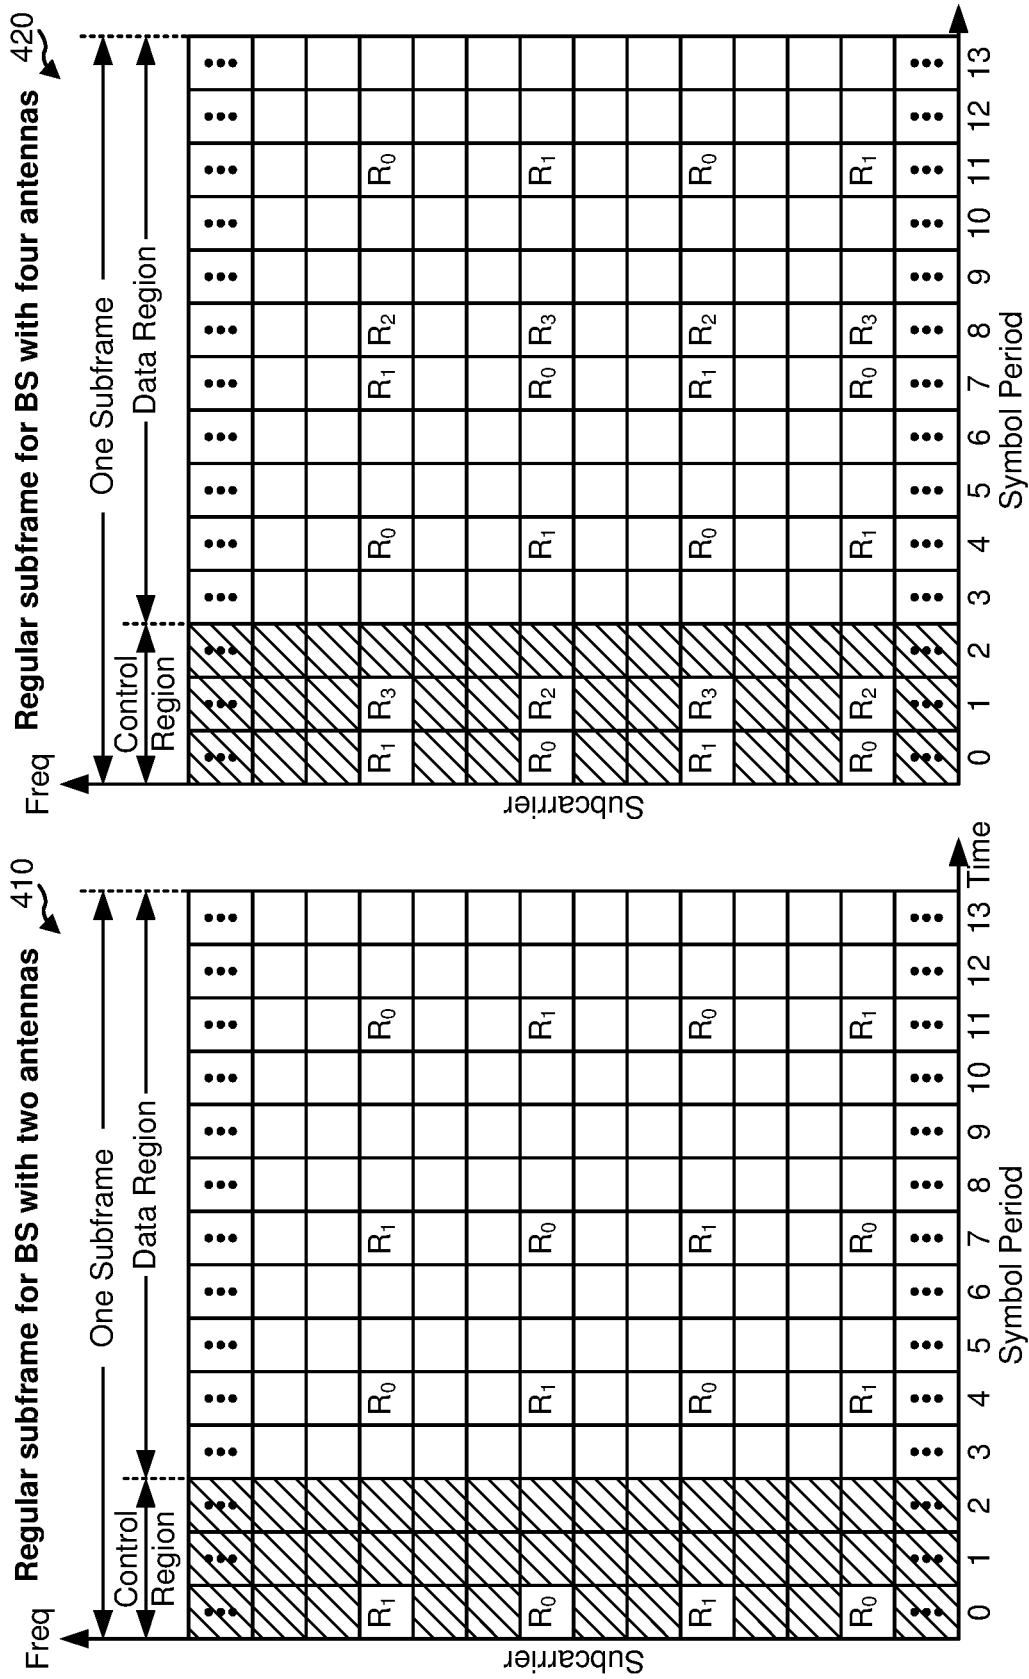 Regular subframe for BS with two antennas 410
Freq
One Subframe
Control Region
Data Region
••• ••• ••• ••• ••• ••• ••• ••• ••• ••• ••• ••• ••• •••
R1 R0 R1 R0
R0 R1 R0 R1
R1 R0 R1 R0
R0 R1 R0 R1
••• ••• ••• ••• ••• ••• ••• ••• ••• ••• ••• ••• ••• •••
Subcarrier
0 1 2 3 4 5 6 7 8 9 10 11 12 13 Time
Symbol Period
Regular subframe for BS with four antennas 420
Freq
One Subframe
Control Region
Data Region
••• ••• ••• ••• ••• ••• ••• ••• ••• ••• ••• ••• ••• •••
R1 R3 R0 R1 R2 R0
R0 R2 R1 R0 R3 R1
R1 R3 R0 R1 R2 R0
R0 R2 R1 R0 R3 R1
••• ••• ••• ••• ••• ••• ••• ••• ••• ••• ••• ••• ••• •••
Subcarrier
0 1 2 3 4 5 6 7 8 9 10 11 12 13
Symbol Period